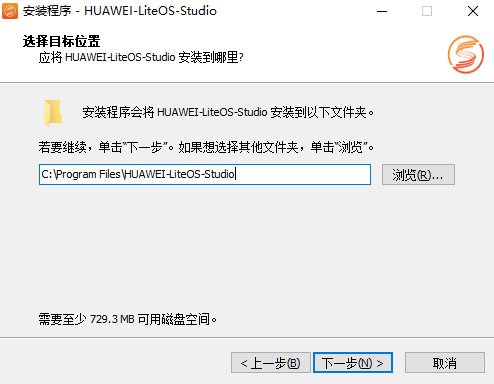 安装程序 - HUAWEI-LiteOS-Studio
选择目标位置
应将 HUAWEI-LiteOS-Studio 安装到哪里?
安装程序会将 HUAWEI-LiteOS-Studio 安装到以下文件夹。
若要继续，单击“下一步”。如果想选择其他文件夹，单击“浏览”。
C:\Program Files\HUAWEI-LiteOS-Studio
浏览(R)...
需要至少 729.3 MB 可用磁盘空间。
< 上一步(B)
下一步(N) >
取消